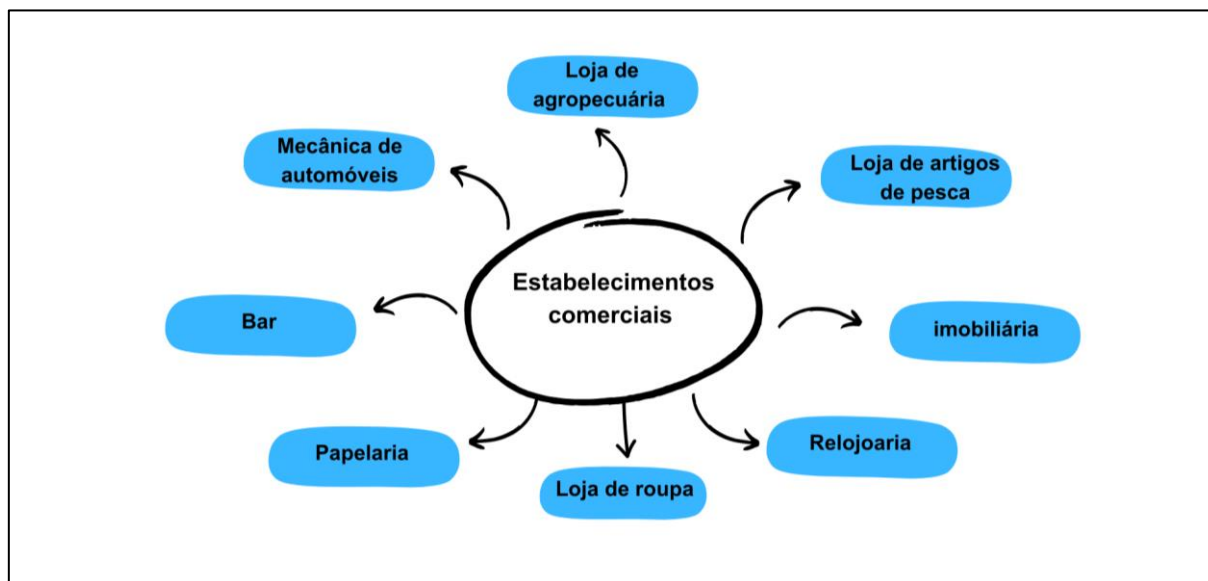 Loja de
agropecuária
Mecânica de
automóveis
Loja de artigos
de pesca
Estabelecimentos
comerciais
Bar
imobiliária
Papelaria
Relojoaria
Loja de roupa